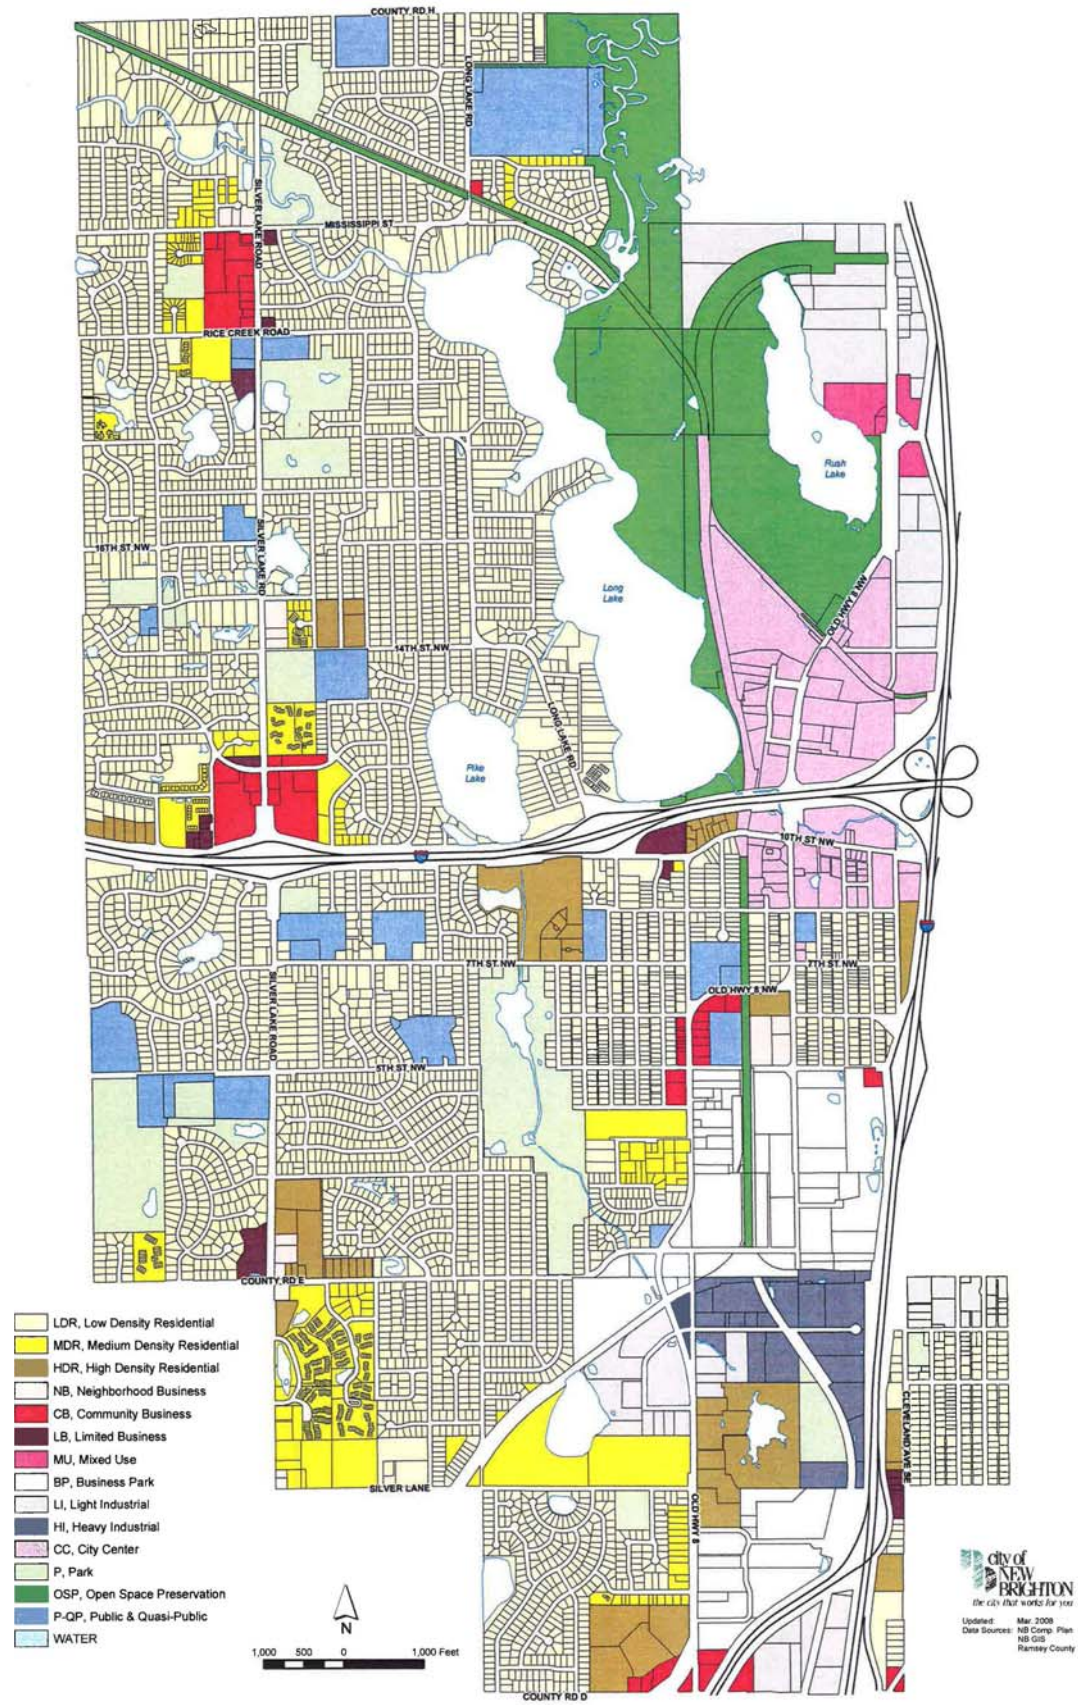 COUNTY RD H
LONG LAKE RD
SILVER LAKE ROAD
MISSISSIPPI ST
RICE CREEK ROAD
Rush
Lake
SILVER LAKE RD
16TH ST NW
Long
Lake
OLD HWY 8 NW
14TH ST NW
LONG LAKE RD
Pike
Lake
10TH ST NW
7TH ST NW
7TH ST NW
OLD HWY 8 NW
SILVER LAKE ROAD
5TH ST NW
COUNTY RD E
CLEVELAND AVE SE
SILVER LANE
OLD HWY 8
COUNTY RD D
LDR, Low Density Residential
MDR, Medium Density Residential
HDR, High Density Residential
NB, Neighborhood Business
CB, Community Business
LB, Limited Business
MU, Mixed Use
BP, Business Park
LI, Light Industrial
HI, Heavy Industrial
CC, City Center
P, Park
OSP, Open Space Preservation
P-QP, Public & Quasi-Public
WATER
N
1,000 500 0 1,000 Feet
city of
NEW
BRIGHTON
the city that works for you
Updated: Mar. 2008
Data Sources: NB Comp. Plan
NB GIS
Ramsey County